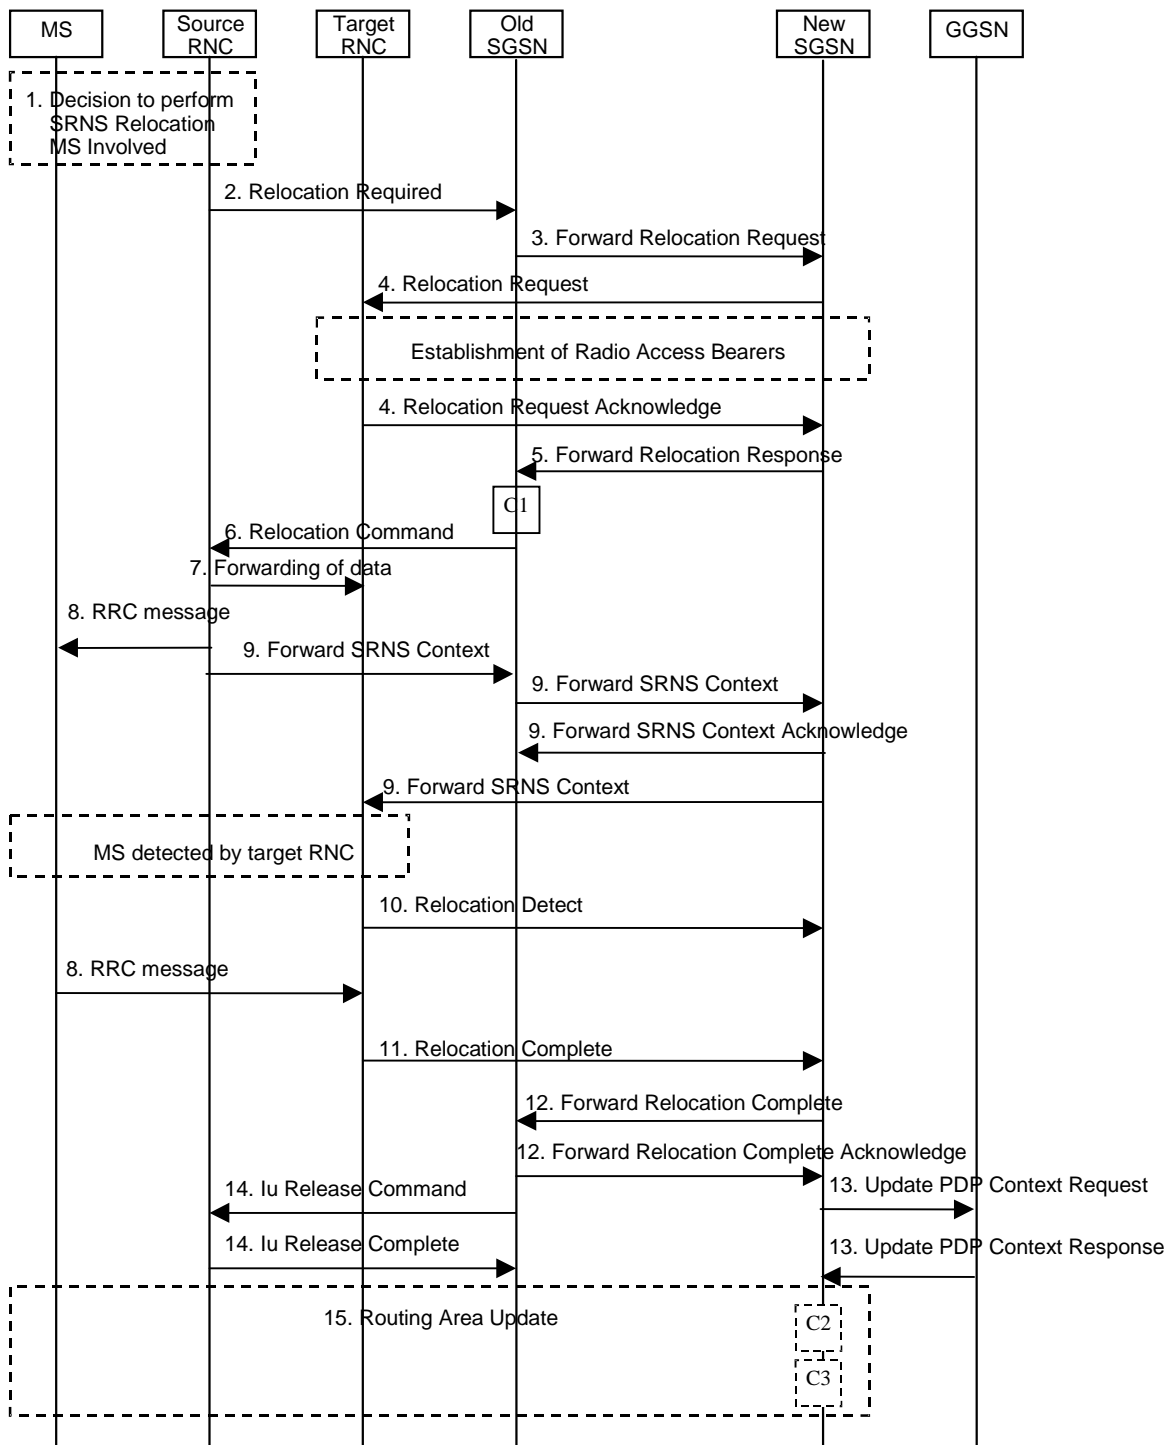 MS
Source
RNC
Target
RNC
Old
SGSN
New
SGSN
GGSN
1. Decision to perform
SRNS Relocation
MS Involved
2. Relocation Required
3. Forward Relocation Request
4. Relocation Request
Establishment of Radio Access Bearers
4. Relocation Request Acknowledge
5. Forward Relocation Response
C1
6. Relocation Command
7. Forwarding of data
8. RRC message
9. Forward SRNS Context
9. Forward SRNS Context
9. Forward SRNS Context Acknowledge
9. Forward SRNS Context
MS detected by target RNC
10. Relocation Detect
8. RRC message
11. Relocation Complete
12. Forward Relocation Complete
12. Forward Relocation Complete Acknowledge
14. Iu Release Command
13. Update PDP Context Request
14. Iu Release Complete
13. Update PDP Context Response
15. Routing Area Update
C2
C3